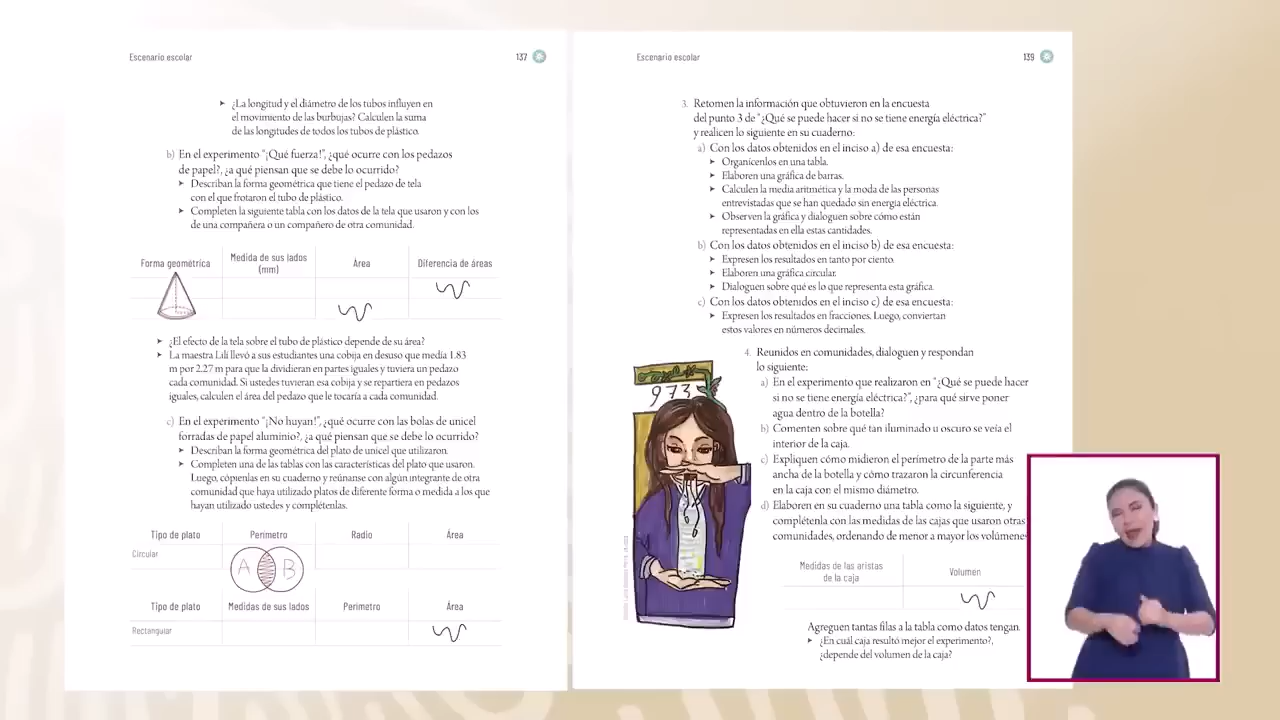 Escenario escolar
137
➤ ¿La longitud y el diámetro de los tubos influyen en
el movimiento de las burbujas? Calculen la suma
de las longitudes de todos los tubos de plástico.
b) En el experimento “¡Qué fuerza!”, ¿qué ocurre con los pedazos
de papel?, ¿a qué piensan que se debe lo ocurrido?
➤ Describan la forma geométrica que tiene el pedazo de tela
con el que frotaron el tubo de plástico.
➤ Completen la siguiente tabla con los datos de la tela que usaron y con los
de una compañera o un compañero de otra comunidad.
Forma geométrica
Medida de sus lados
(mm)
Área
Diferencia de áreas
➤ ¿El efecto de la tela sobre el tubo de plástico depende de su área?
➤ La maestra Lili llevó a sus estudiantes una cobija en desuso que medía 1.83
m por 2.27 m para que la dividieran en partes iguales y tuviera un pedazo
cada comunidad. Si ustedes tuvieran esa cobija y se repartiera en pedazos
iguales, calculen el área del pedazo que le tocaría a cada comunidad.
c) En el experimento “¡No huyan!”, ¿qué ocurre con las bolas de unicel
forradas de papel aluminio?, ¿a qué piensan que se debe lo ocurrido?
➤ Describan la forma geométrica del plato de unicel que utilizaron.
➤ Completen una de las tablas con las características del plato que usaron.
Luego, cópienlas en su cuaderno y reúnanse con algún integrante de otra
comunidad que haya utilizado platos de diferente forma o medida a los que
hayan utilizado ustedes y complétenlas.
Tipo de plato
Perímetro
Radio
Área
Circular
A B
Tipo de plato
Medidas de sus lados
Perímetro
Área
Rectangular
Escenario escolar
139
3. Retomen la información que obtuvieron en la encuesta
del punto 3 de “¿Qué se puede hacer si no se tiene energía eléctrica?”
y realicen lo siguiente en su cuaderno:
a) Con los datos obtenidos en el inciso a) de esa encuesta:
➤ Organícenlos en una tabla.
➤ Elaboren una gráfica de barras.
➤ Calculen la media aritmética y la moda de las personas
entrevistadas que se han quedado sin energía eléctrica.
➤ Observen la gráfica y dialoguen sobre cómo están
representadas en ella estas cantidades.
b) Con los datos obtenidos en el inciso b) de esa encuesta:
➤ Expresen los resultados en tanto por ciento.
➤ Elaboren una gráfica circular.
➤ Dialoguen sobre qué es lo que representa esta gráfica.
c) Con los datos obtenidos en el inciso c) de esa encuesta:
➤ Expresen los resultados en fracciones. Luego, conviertan
estos valores en números decimales.
4. Reunidos en comunidades, dialoguen y respondan
lo siguiente:
a) En el experimento que realizaron en “¿Qué se puede hacer
si no se tiene energía eléctrica?”, ¿para qué sirve poner
agua dentro de la botella?
b) Comenten sobre qué tan iluminado u oscuro se veía el
interior de la caja.
c) Expliquen cómo midieron el perímetro de la parte más
ancha de la botella y cómo trazaron la circunferencia
en la caja con el mismo diámetro.
d) Elaboren en su cuaderno una tabla como la siguiente, y
complétenla con las medidas de las cajas que usaron otras
comunidades, ordenando de menor a mayor los volúmenes
973
Medidas de las aristas
de la caja
Volumen
Agreguen tantas filas a la tabla como datos tengan.
➤ ¿En cuál caja resultó mejor el experimento?,
¿depende del volumen de la caja?